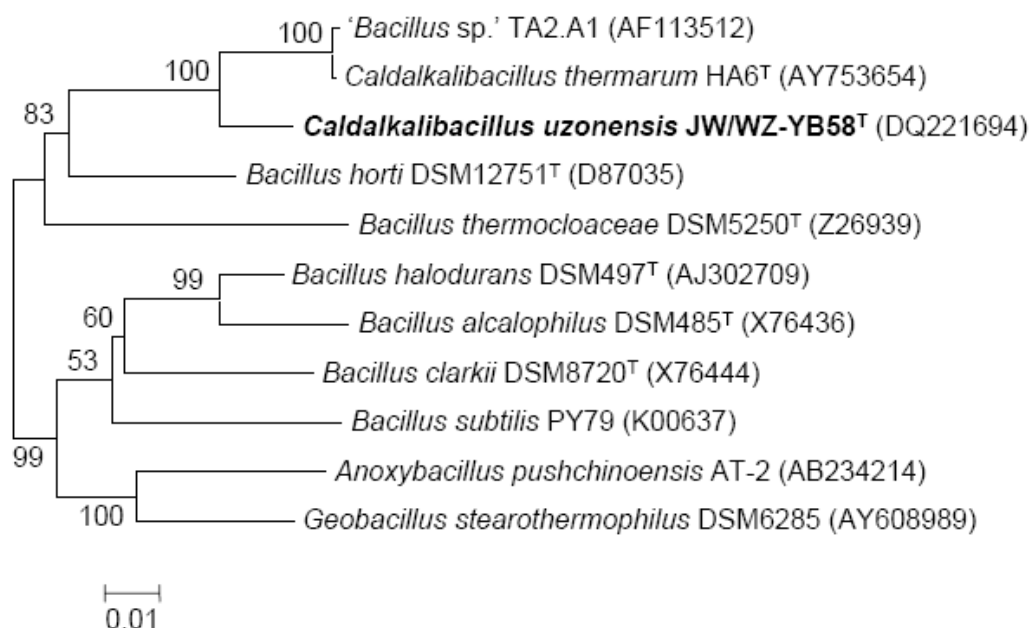 100 'Bacillus sp.' TA2.A1 (AF113512)
100 Caldalkalibacillus thermarum HA6ᵀ (AY753654)
83 Caldalkalibacillus uzonensis JW/WZ-YB58ᵀ (DQ221694)
Bacillus horti DSM12751ᵀ (D87035)
Bacillus thermocloaceae DSM5250ᵀ (Z26939)
99 Bacillus halodurans DSM497ᵀ (AJ302709)
60 Bacillus alcalophilus DSM485ᵀ (X76436)
53 Bacillus clarkii DSM8720ᵀ (X76444)
Bacillus subtilis PY79 (K00637)
99 Anoxybacillus pushchinoensis AT-2 (AB234214)
100 Geobacillus stearothermophilus DSM6285 (AY608989)
0.01